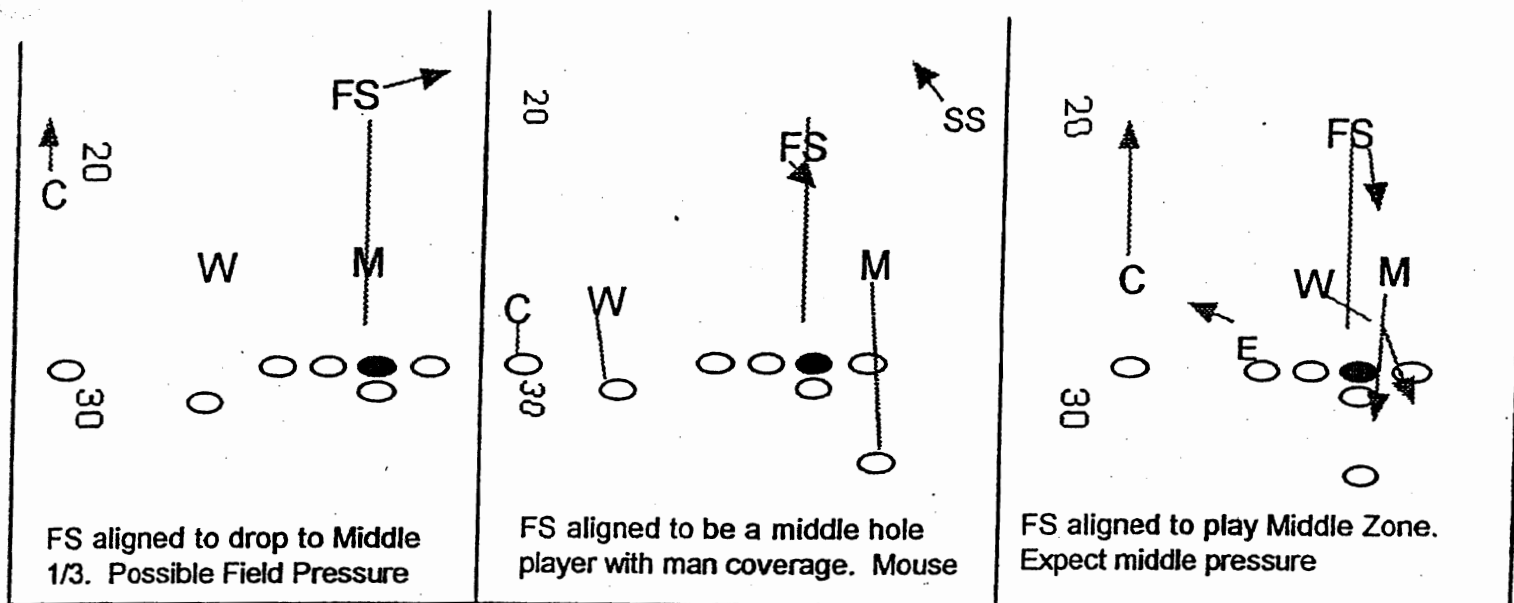 FS
20
C
W
M
30
FS aligned to drop to Middle
1/3. Possible Field Pressure
20
SS
FS
M
C
W
30
FS aligned to be a middle hole
player with man coverage. Mouse
20
FS
C
W
M
E
30
FS aligned to play Middle Zone.
Expect middle pressure